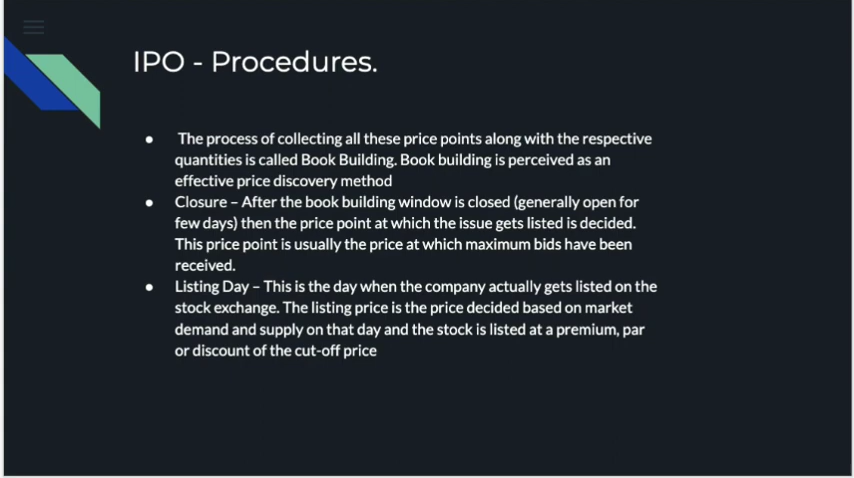 IPO - Procedures.
● The process of collecting all these price points along with the respective
quantities is called Book Building. Book building is perceived as an
effective price discovery method
● Closure – After the book building window is closed (generally open for
few days) then the price point at which the issue gets listed is decided.
This price point is usually the price at which maximum bids have been
received.
● Listing Day – This is the day when the company actually gets listed on the
stock exchange. The listing price is the price decided based on market
demand and supply on that day and the stock is listed at a premium, par
or discount of the cut-off price